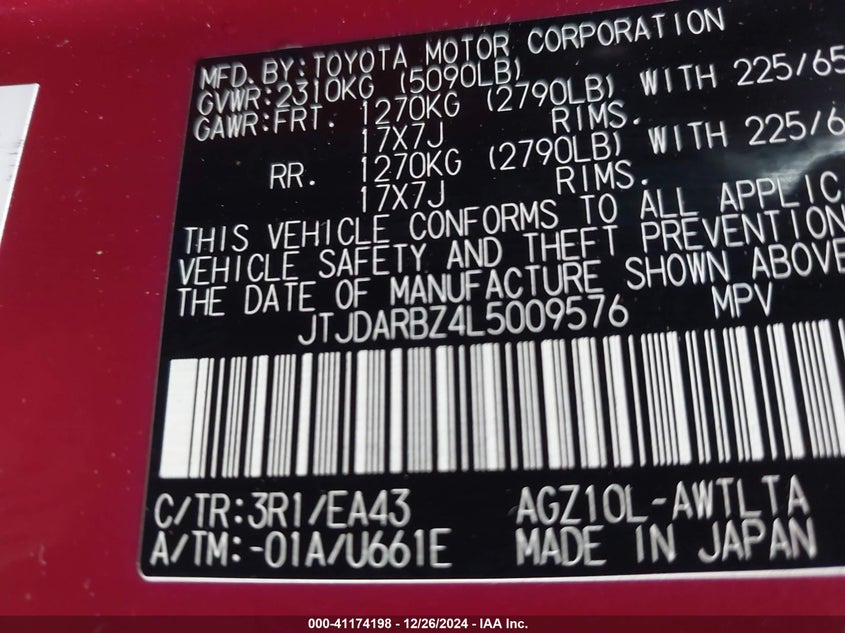 MFD. BY: TOYOTA MOTOR CORPORATION
GVWR: 2310KG (5090LB)
GAWR: FRT. 1270KG (2790LB) WITH 225/65
17X7J RIMS.
RR. 1270KG (2790LB) WITH 225/6
17X7J RIMS.
THIS VEHICLE CONFORMS TO ALL APPLIC
VEHICLE SAFETY AND THEFT PREVENTION
THE DATE OF MANUFACTURE SHOWN ABOVE
JTJDARBZ4L5009576 MPV
C/TR: 3R1/EA43 AGZ10L-AWTLTA
A/TM: -01A/U661E MADE IN JAPAN
000-41174198 - 12/26/2024 - IAA Inc.